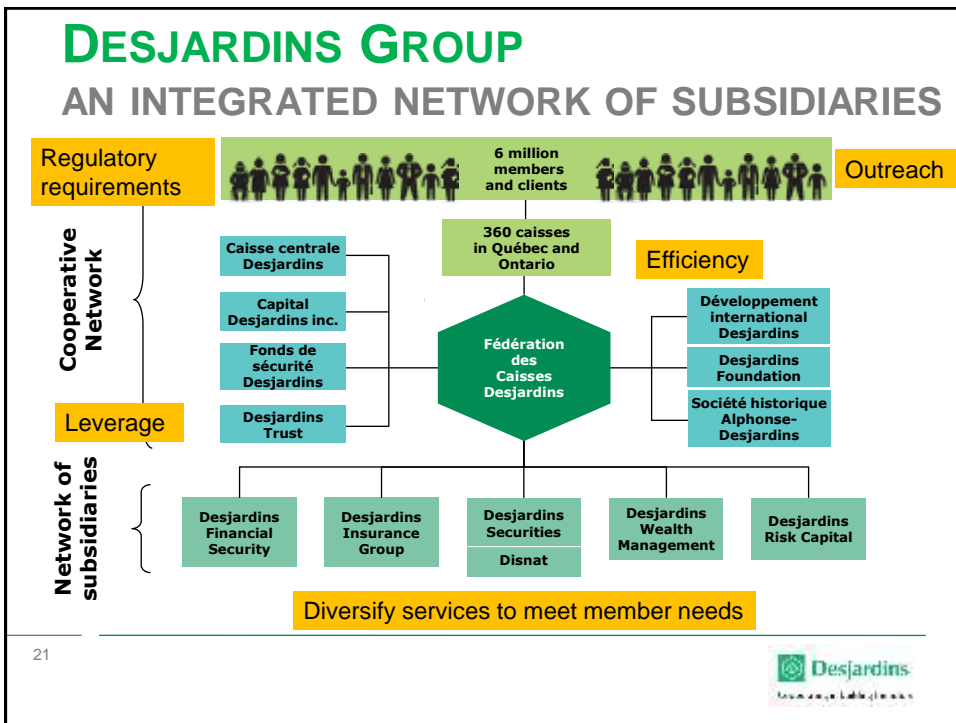 DESJARDINS GROUP
AN INTEGRATED NETWORK OF SUBSIDIARIES
Regulatory
requirements
6 million
members
and clients
Outreach
360 caisses
in Québec and
Ontario
Efficiency
Cooperative
Network
Caisse centrale
Desjardins
Capital
Desjardins inc.
Fonds de
sécurité
Desjardins
Desjardins
Trust
Fédération
des
Caisses
Desjardins
Développement
international
Desjardins
Desjardins
Foundation
Société historique
Alphonse-
Desjardins
Leverage
Network of
subsidiaries
Desjardins
Financial
Security
Desjardins
Insurance
Group
Desjardins
Securities
Disnat
Desjardins
Wealth
Management
Desjardins
Risk Capital
Diversify services to meet member needs
21
Desjardins